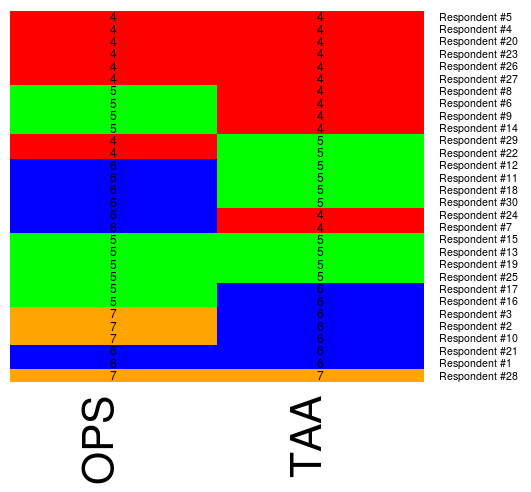 4 4 Respondent #5
4 4 Respondent #4
4 4 Respondent #20
4 4 Respondent #23
4 4 Respondent #26
4 4 Respondent #27
5 4 Respondent #8
5 4 Respondent #6
5 4 Respondent #9
5 4 Respondent #14
4 5 Respondent #29
4 5 Respondent #22
6 5 Respondent #12
6 5 Respondent #11
6 5 Respondent #18
6 5 Respondent #30
6 4 Respondent #24
6 4 Respondent #7
5 5 Respondent #15
5 5 Respondent #13
5 5 Respondent #19
5 5 Respondent #25
5 6 Respondent #17
5 6 Respondent #16
7 6 Respondent #3
7 6 Respondent #2
7 6 Respondent #10
6 6 Respondent #21
6 6 Respondent #1
7 7 Respondent #28
OPS TAA